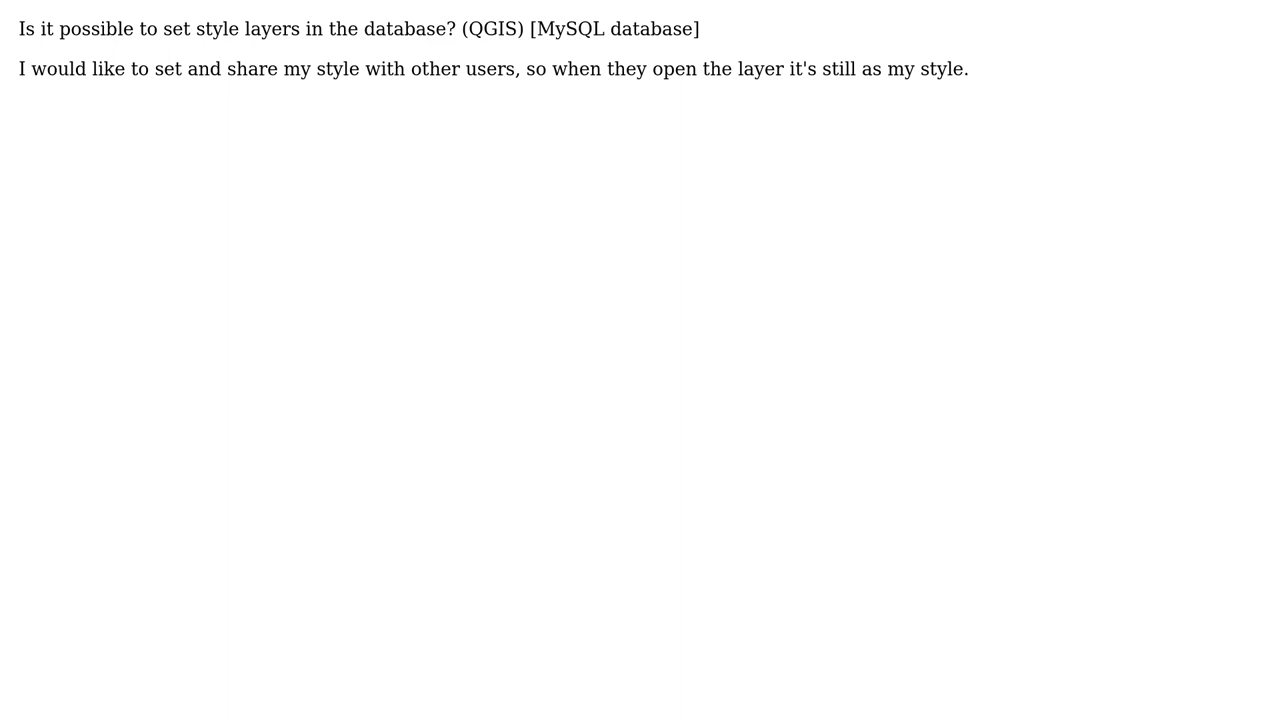 Is it possible to set style layers in the database? (QGIS) [MySQL database]
I would like to set and share my style with other users, so when they open the layer it's still as my style.